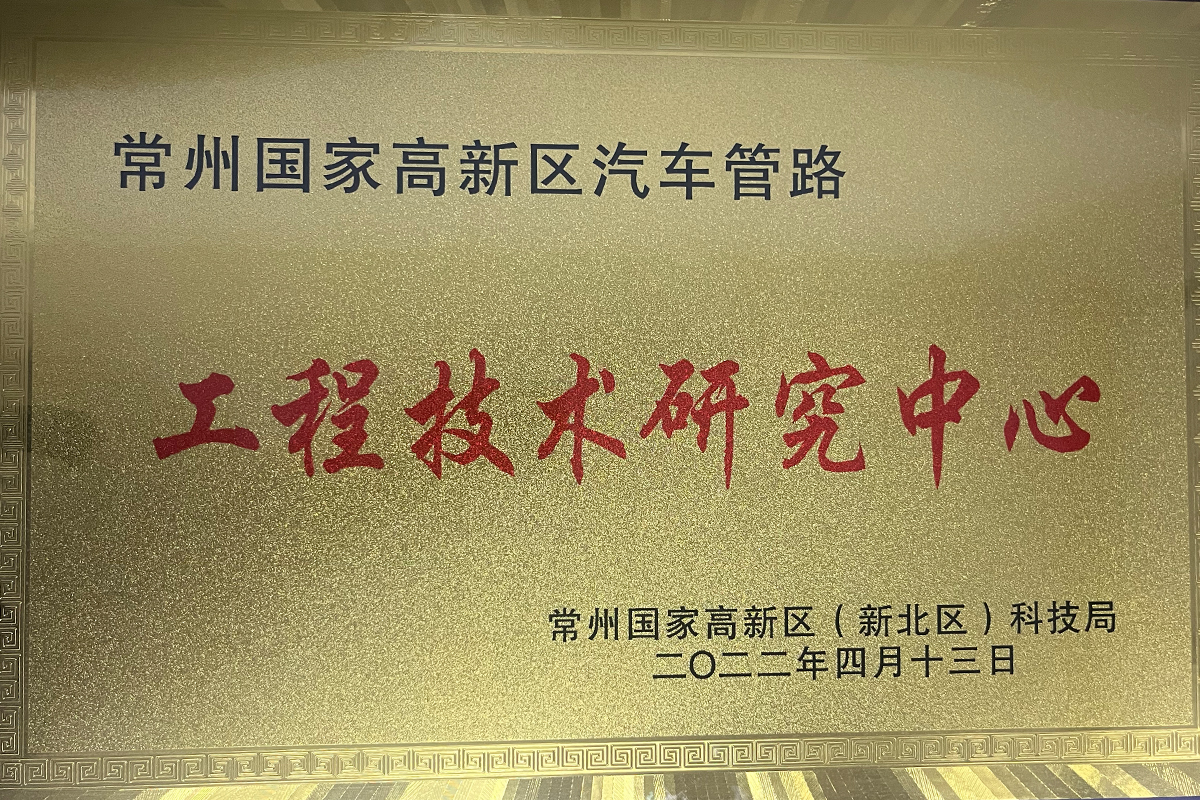 常州国家高新区汽车管路
工程技术研究中心
常州国家高新区（新北区）科技局
二〇二二年四月十三日